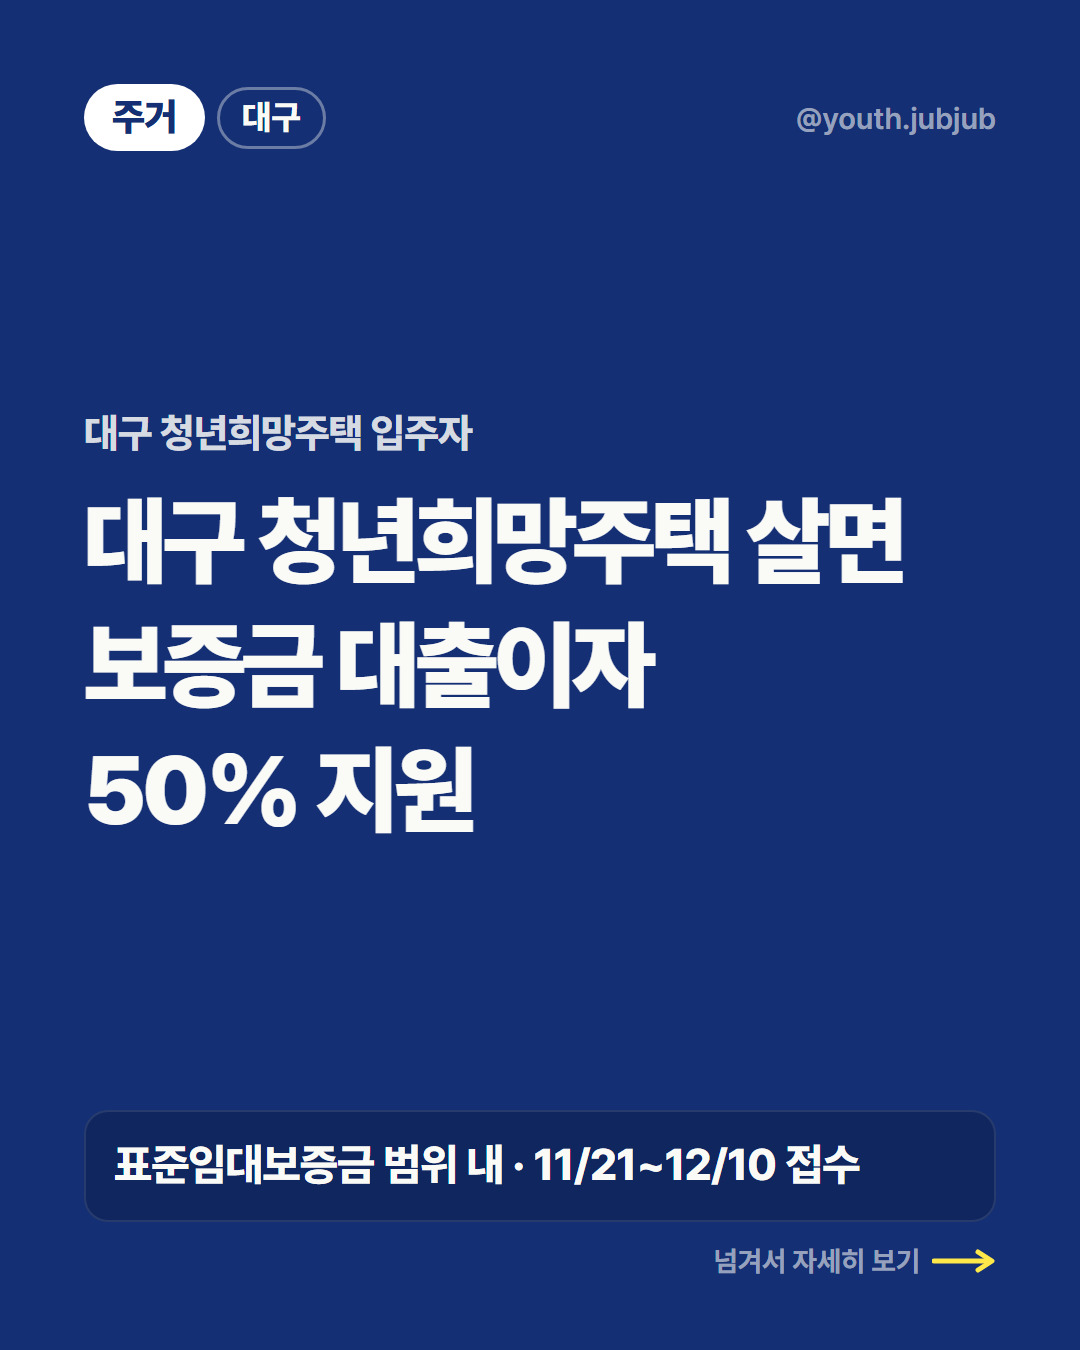 주거
대구
@youth.jubjub
대구 청년희망주택 입주자
대구 청년희망주택 살면
보증금 대출이자
50% 지원
표준임대보증금 범위 내 · 11/21~12/10 접수
넘겨서 자세히 보기